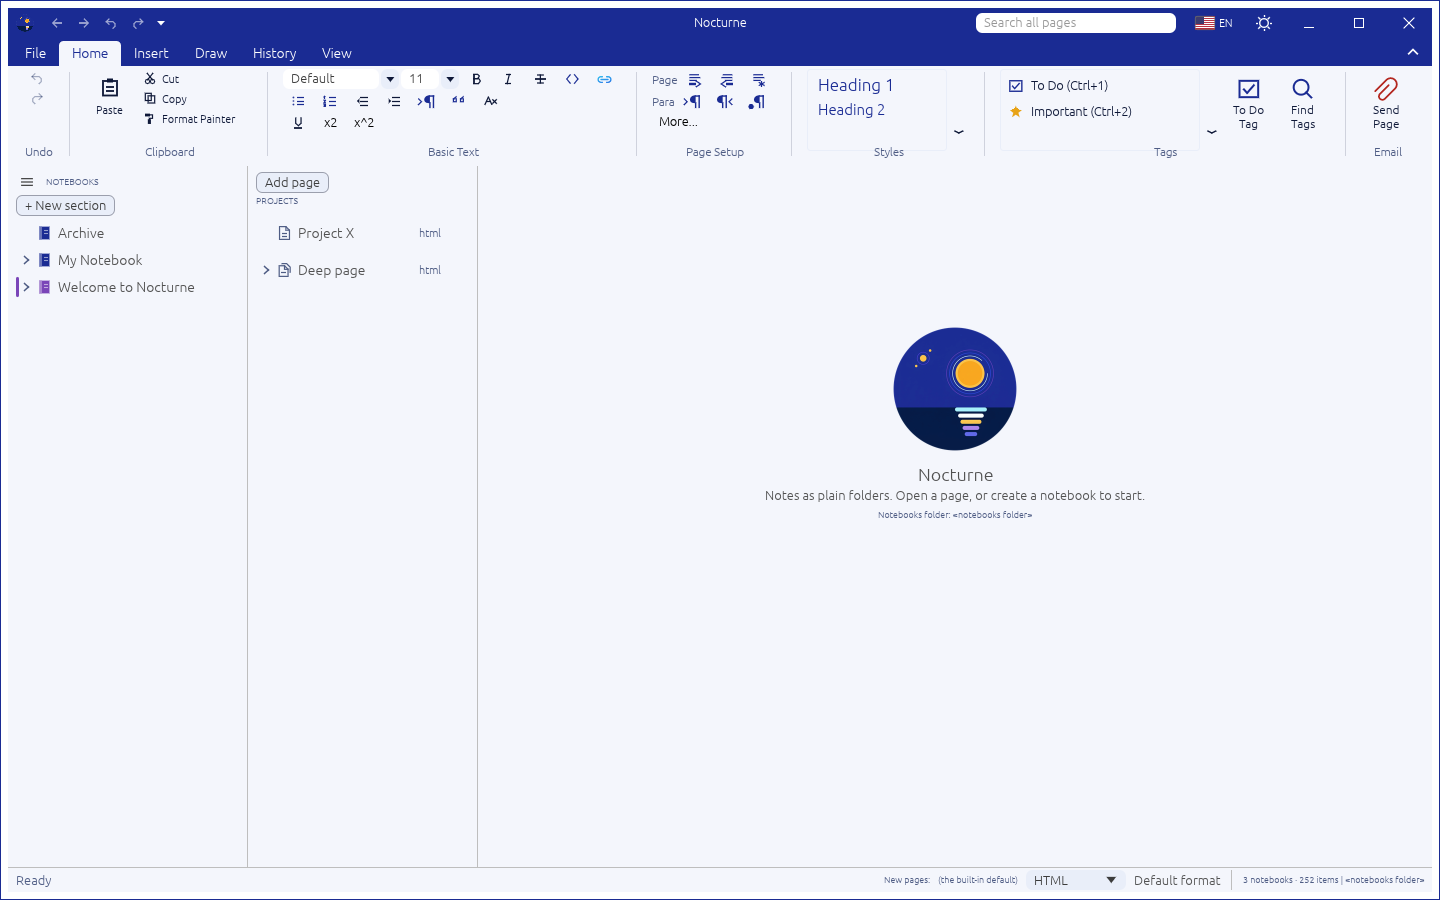 Nocturne
Search all pages
EN
File
Home
Insert
Draw
History
View
Paste
Cut
Copy
Format Painter
Undo
Clipboard
Default
11
x2
x^2
Basic Text
Page
Para
More...
Page Setup
Heading 1
Heading 2
Styles
To Do (Ctrl+1)
Important (Ctrl+2)
To Do
Tag
Find
Tags
Tags
Send
Page
Email
NOTEBOOKS
+ New section
Archive
My Notebook
Welcome to Nocturne
Add page
PROJECTS
Project X html
Deep page html
Nocturne
Notes as plain folders. Open a page, or create a notebook to start.
Notebooks folder: «notebooks folder»
Ready
New pages: (the built-in default) HTML Default format 3 notebooks · 252 items | «notebooks folder»